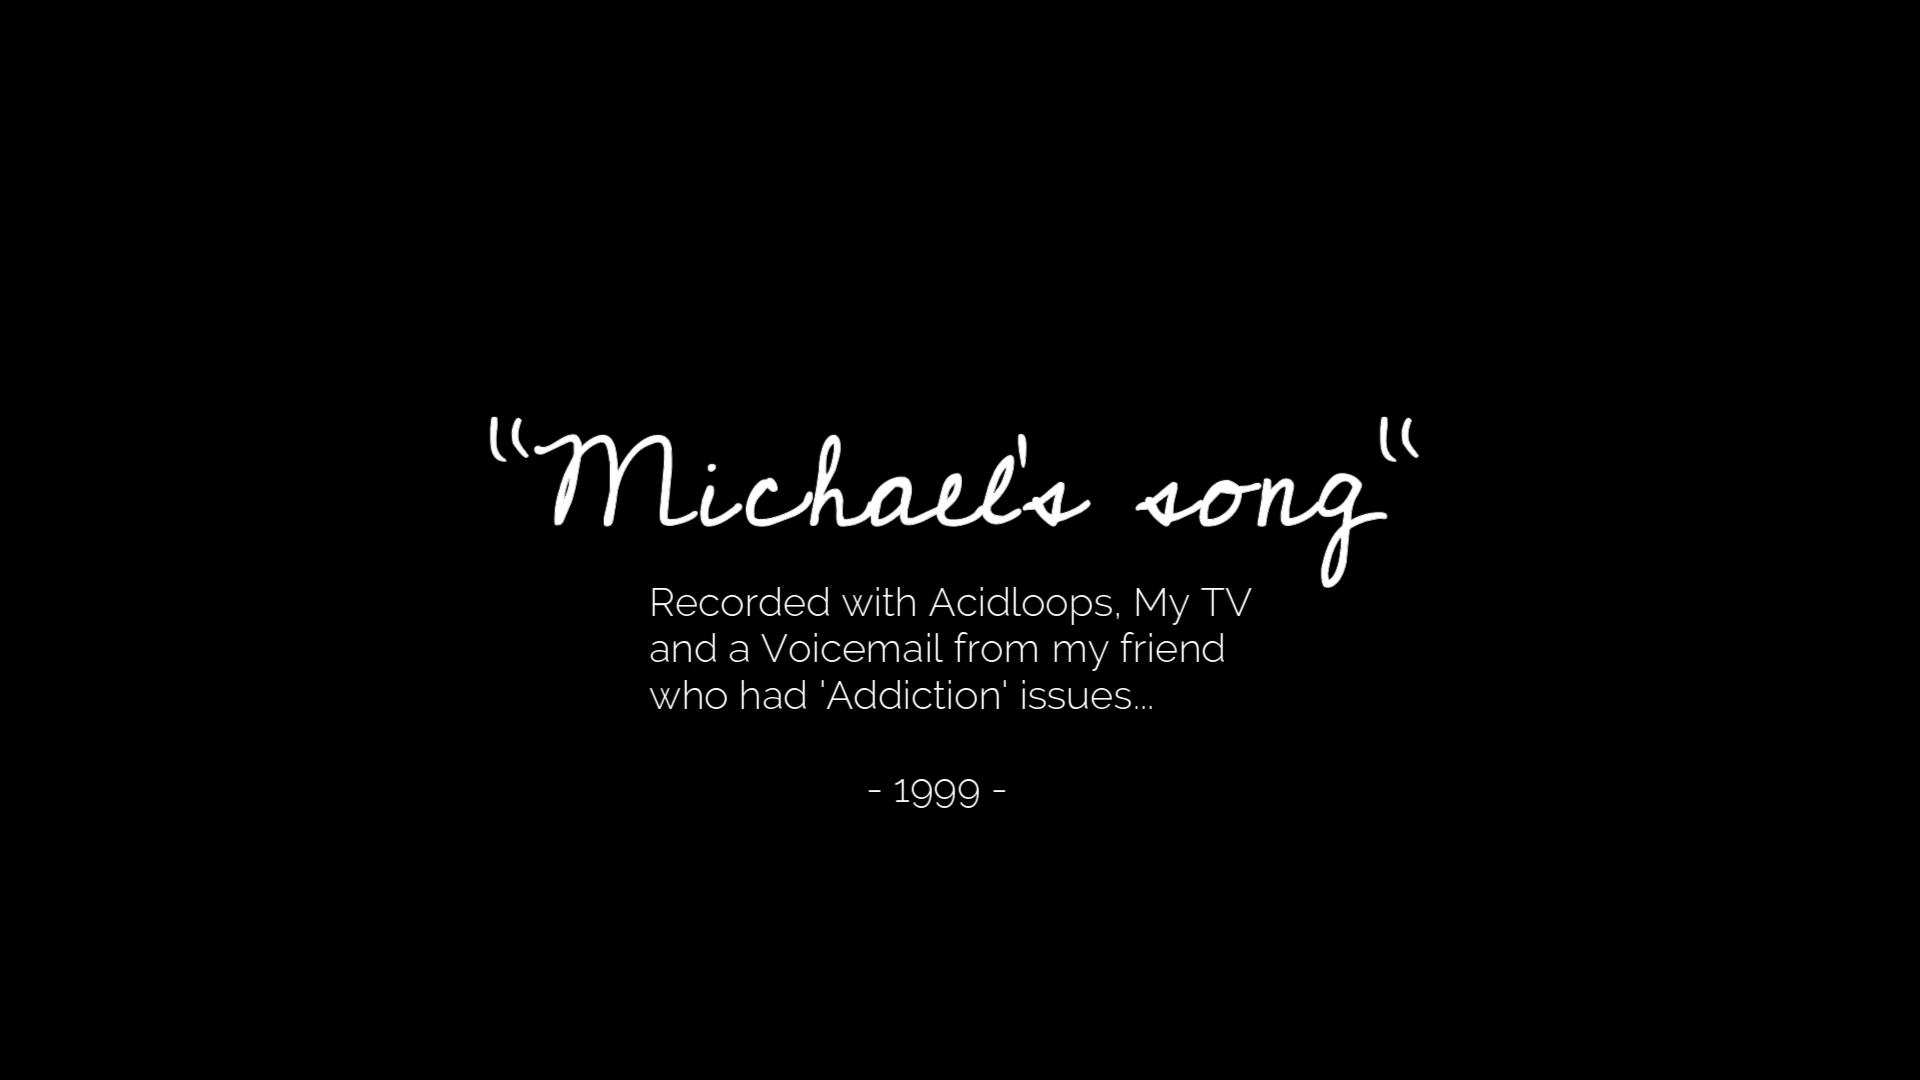 "Michael's song"
Recorded with Acidloops, My TV
and a Voicemail from my friend
who had 'Addiction' issues...
- 1999 -